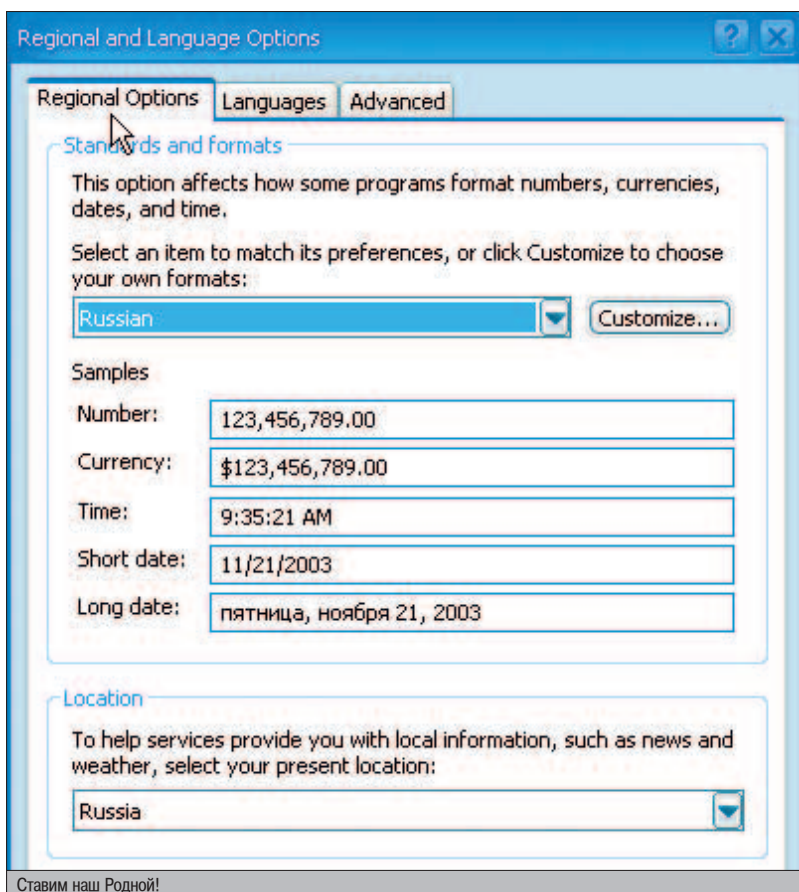 Regional and Language Options
Regional Options Languages Advanced
Standards and formats
This option affects how some programs format numbers, currencies,
dates, and time.
Select an item to match its preferences, or click Customize to choose
your own formats:
Russian Customize...
Samples
Number: 123,456,789.00
Currency: $123,456,789.00
Time: 9:35:21 AM
Short date: 11/21/2003
Long date: пятница, ноября 21, 2003
Location
To help services provide you with local information, such as news and
weather, select your present location:
Russia
Ставим наш Родной!